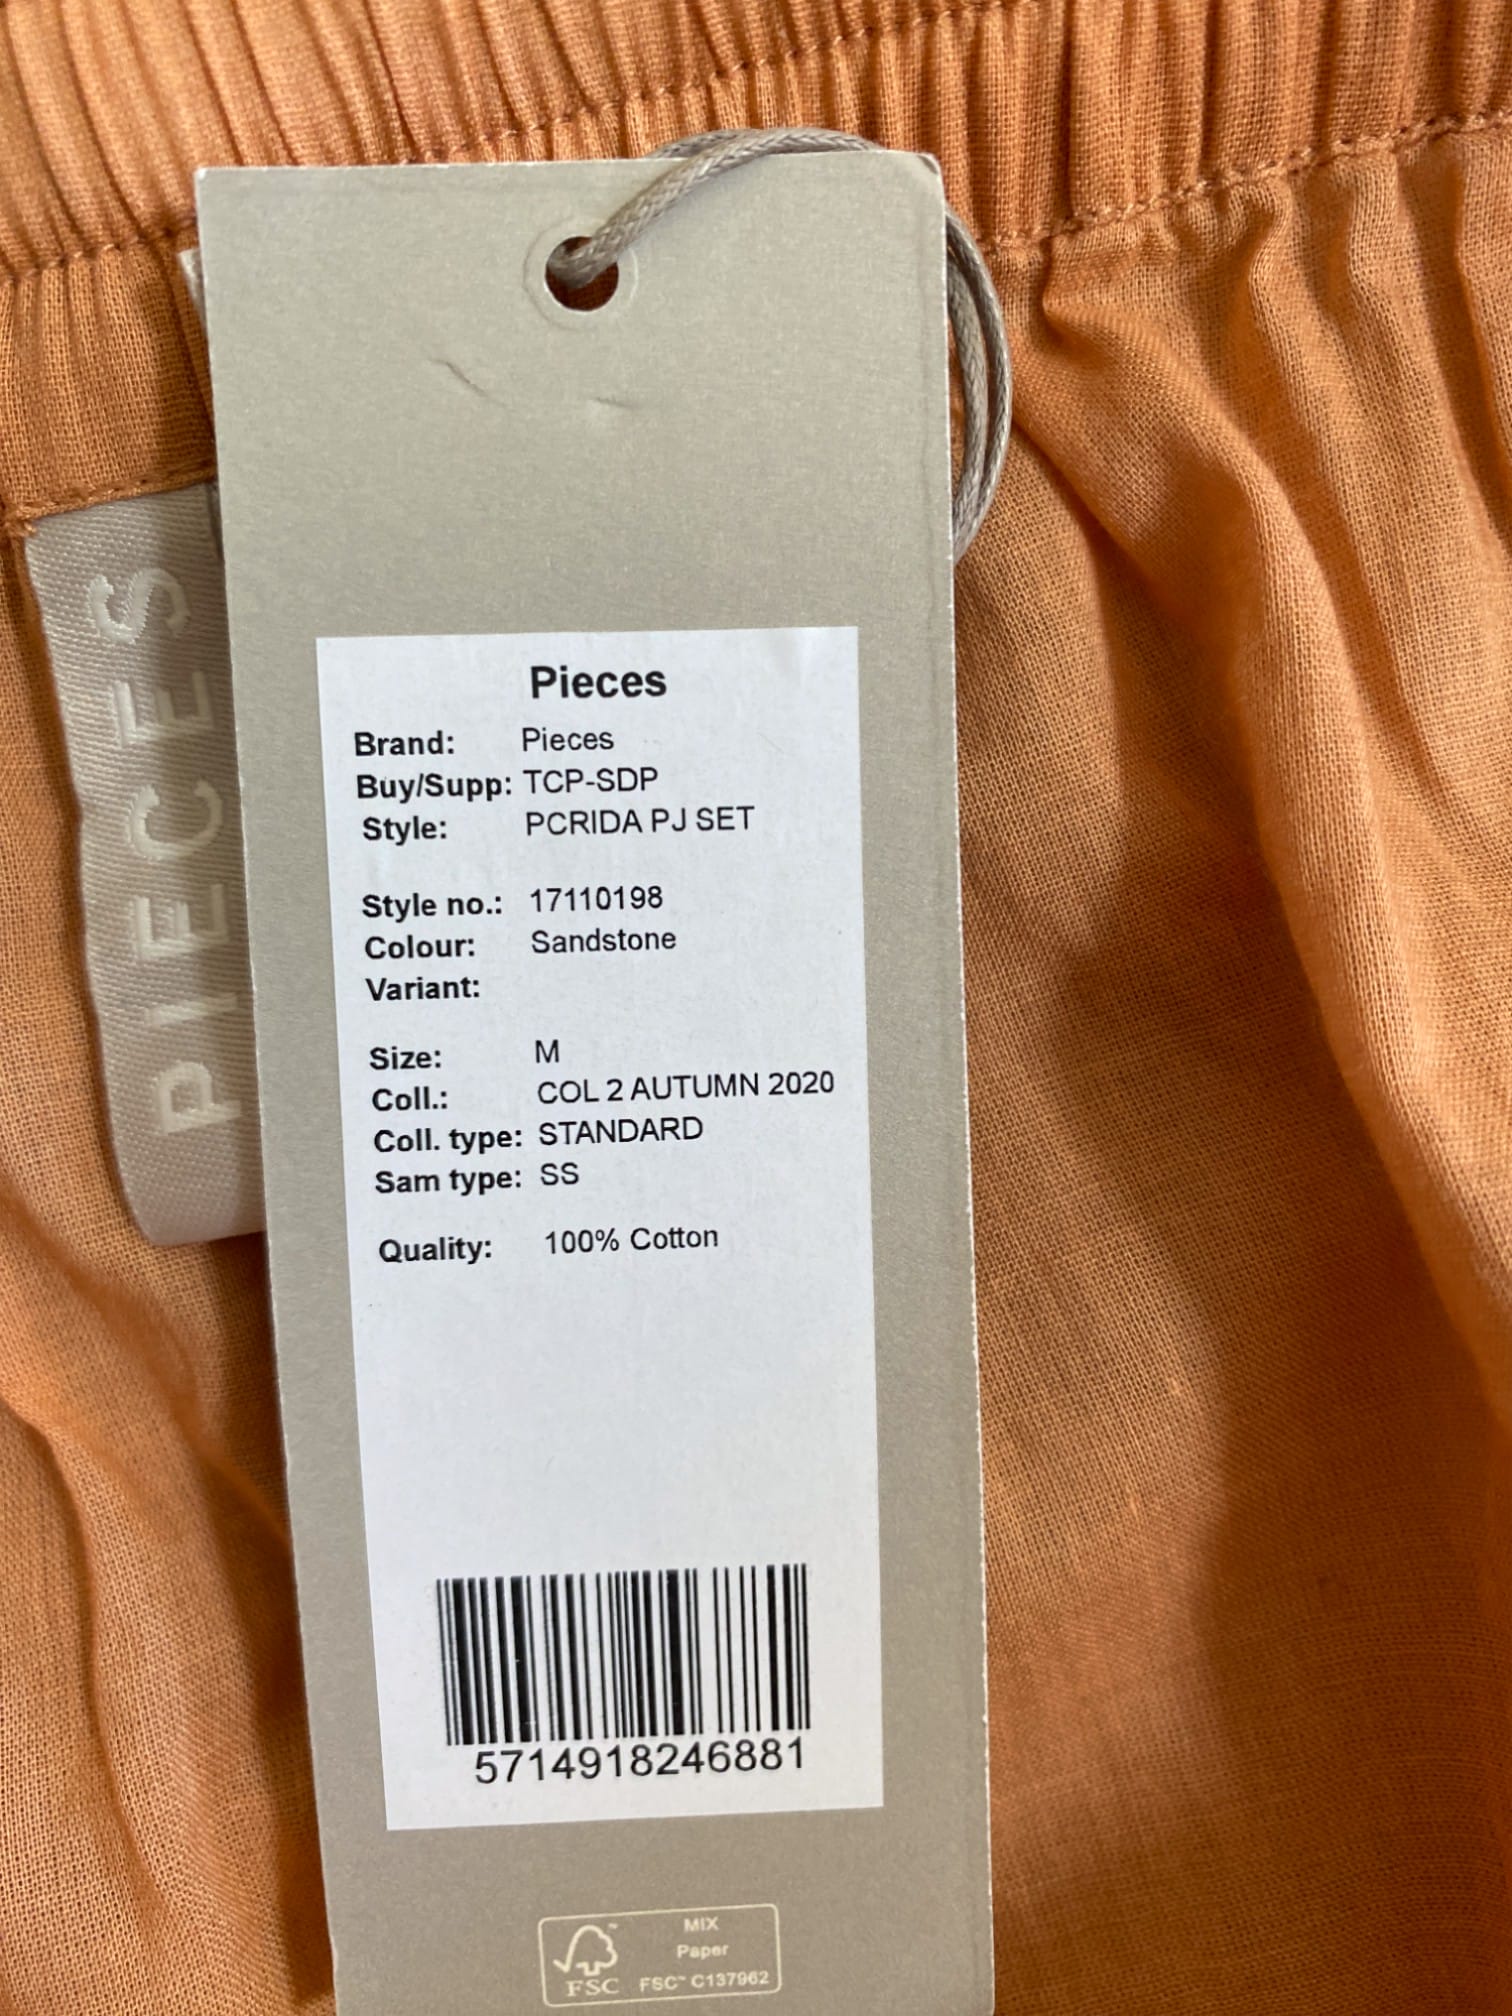 PIECES
Pieces
Brand: Pieces
Buy/Supp: TCP-SDP
Style: PCRIDA PJ SET
Style no.: 17110198
Colour: Sandstone
Variant:
Size: M
Coll.: COL 2 AUTUMN 2020
Coll. type: STANDARD
Sam type: SS
Quality: 100% Cotton
5714918246881
MIX
Paper
FSC™ C137962
FSC
™